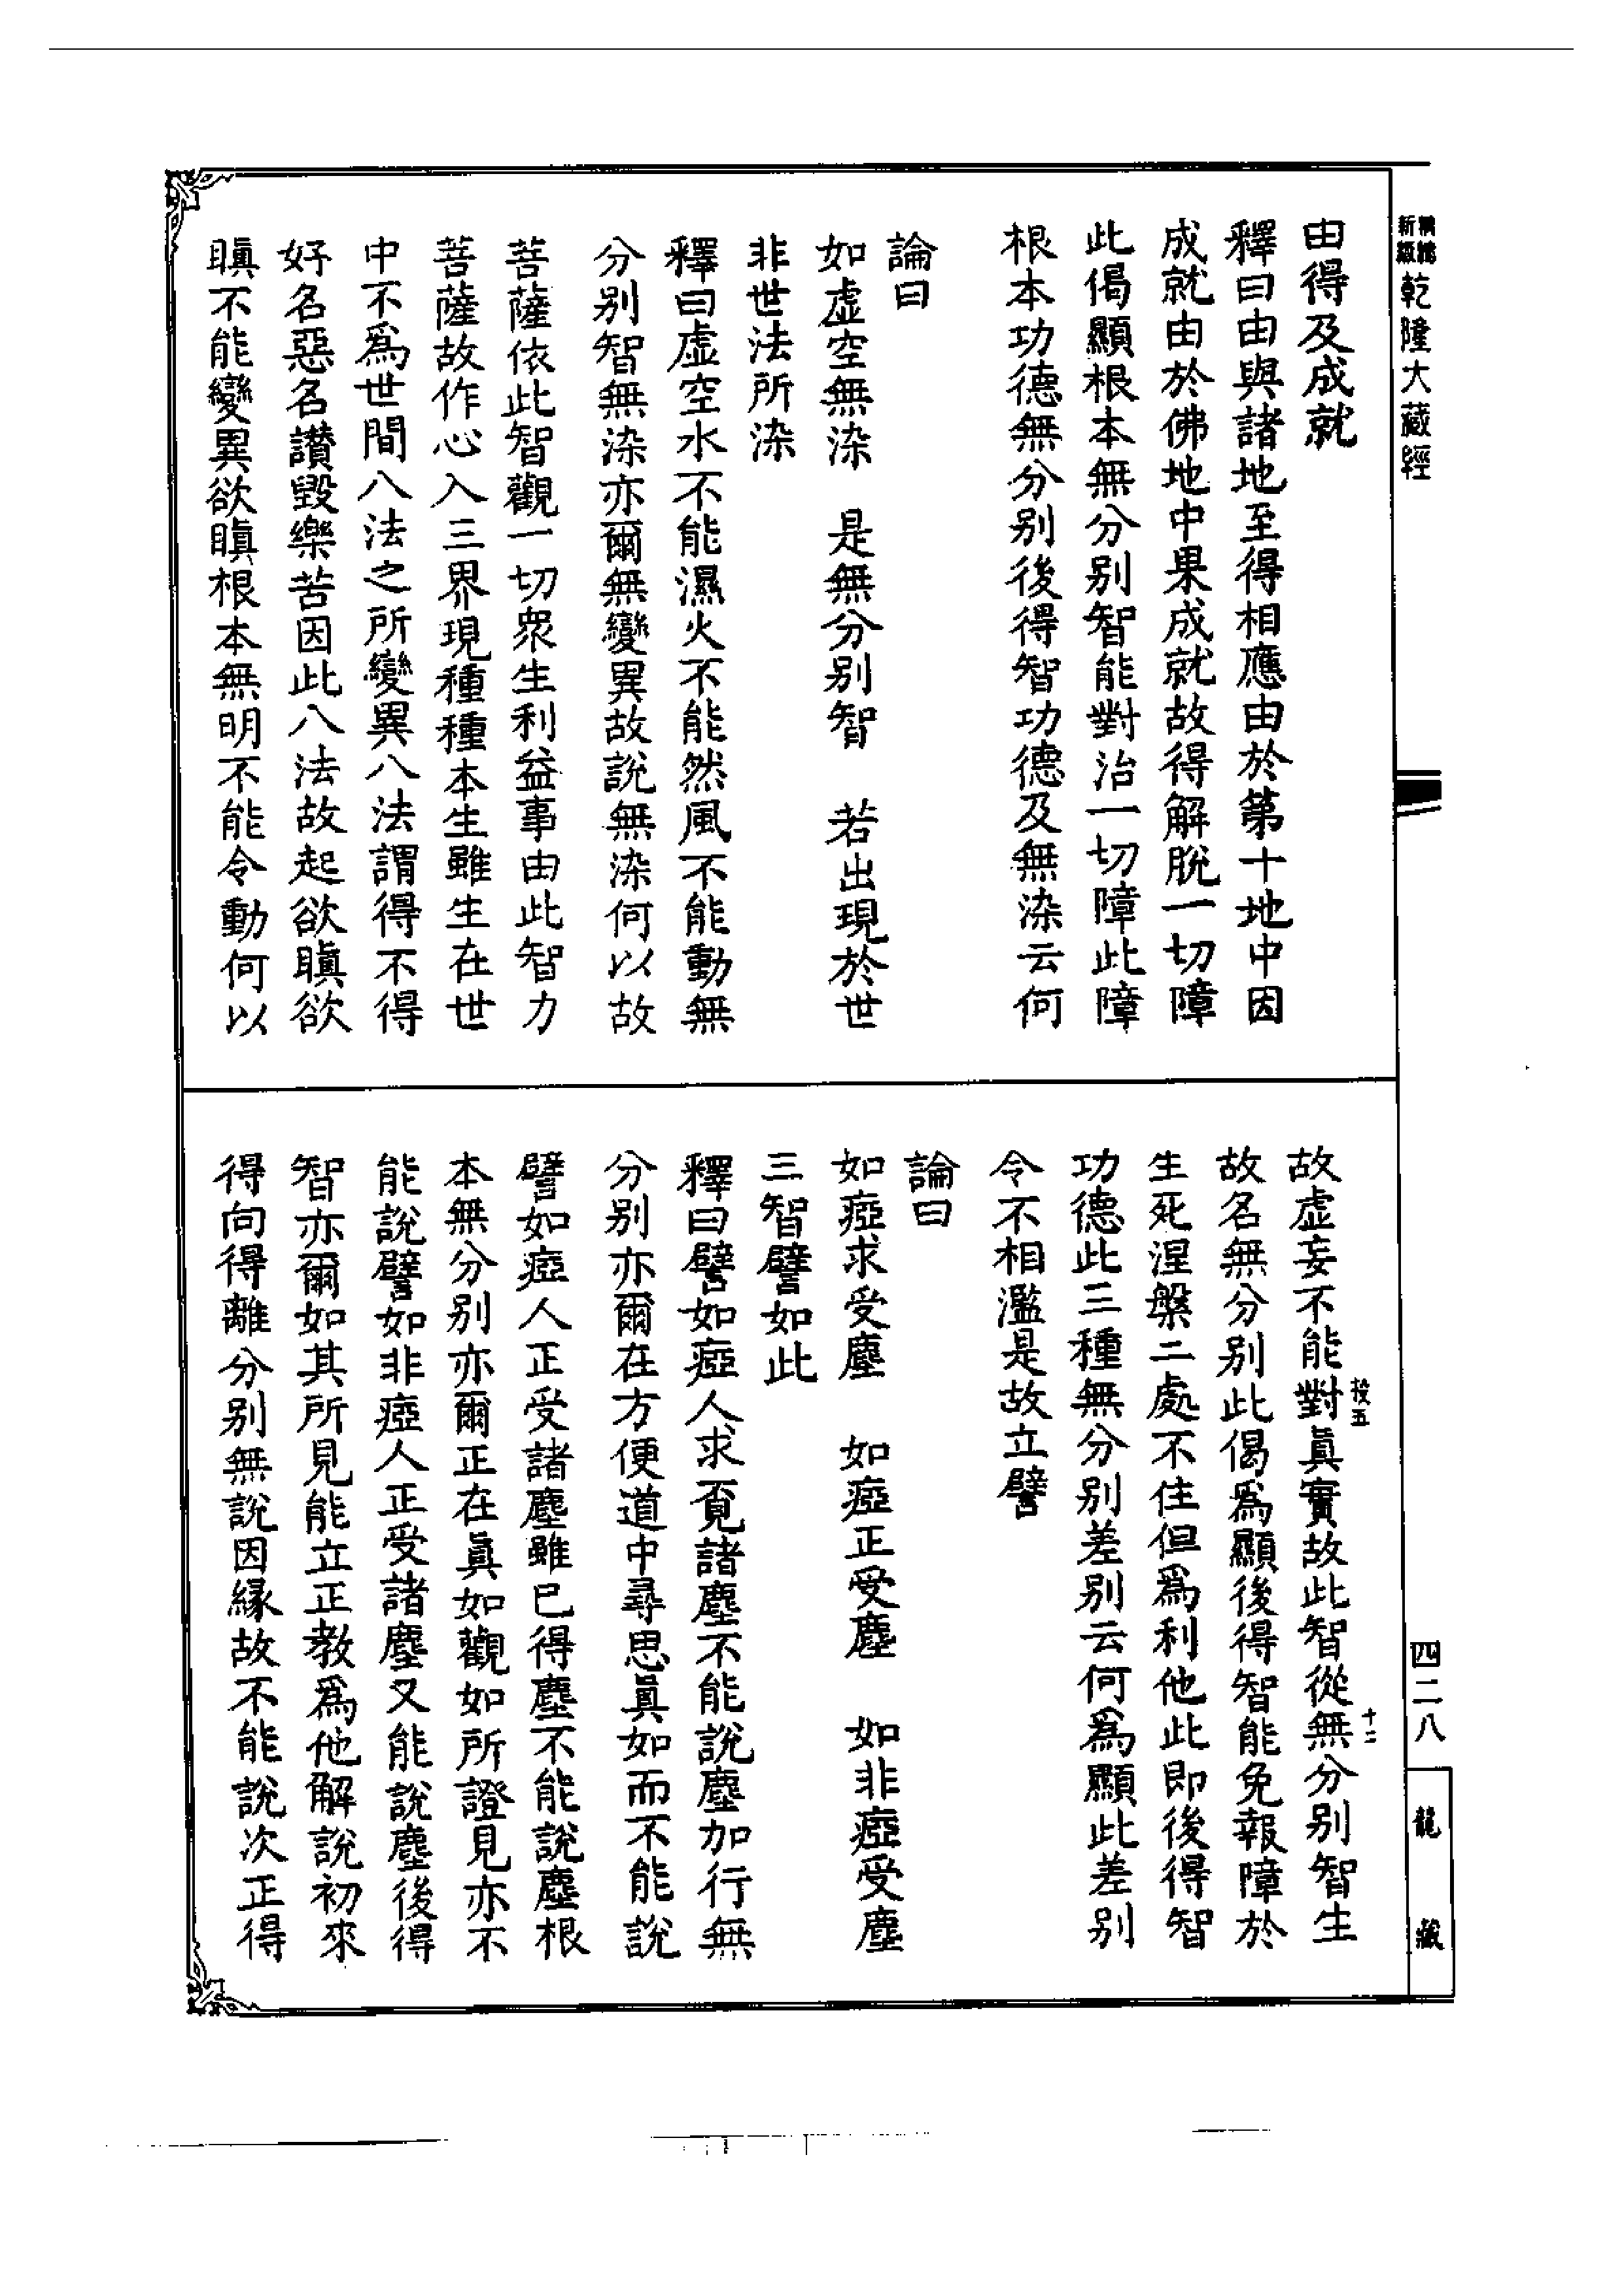 乾隆大藏經
由得及成就
釋曰由與諸地至得相應由於第十地中因
成就由於佛地中果成就故得解脫一切障
此偈顯根本無分别智能對治一切障此障
根本功德無分别後得智功德及無染云何
論曰
如虛空無染　是無分别智　若出現於世
非世法所染
釋曰虛空水不能濕火不能然風不能動無
分别智無染亦爾無變異故說無染何以故
菩薩依此智觀一切衆生利益事由此智力
菩薩故作心入三界現種種本生雖生在世
中不爲世間八法之所變異八法謂得不得
好名惡名讃毀樂苦因此八法故起欲瞋欲
瞋不能變異欲瞋根本無明不能令動何以
故虛妄不能對眞實故此智從無分别智生
故名無分别此偈爲顯後得智能免報障於
生死涅槃二處不住但爲利他此即後得智
功德此三種無分别差别云何爲顯此差别
令不相濫是故立譬
論曰
如瘂求受塵　如瘂正受塵　如非瘂受塵
三智譬如此
釋曰譬如瘂人求覓諸塵不能說塵加行無
分别亦爾在方便道中尋思眞如而不能說
譬如瘂人正受諸塵雖已得塵不能說塵根
本無分别亦爾正在眞如觀如所證見亦不
能說譬如非瘂人正受諸塵又能說塵後得
智亦爾如其所見能立正教爲他解說初來
得向得離分别無說因緣故不能說次正得
投五
十二
四二八
龍藏